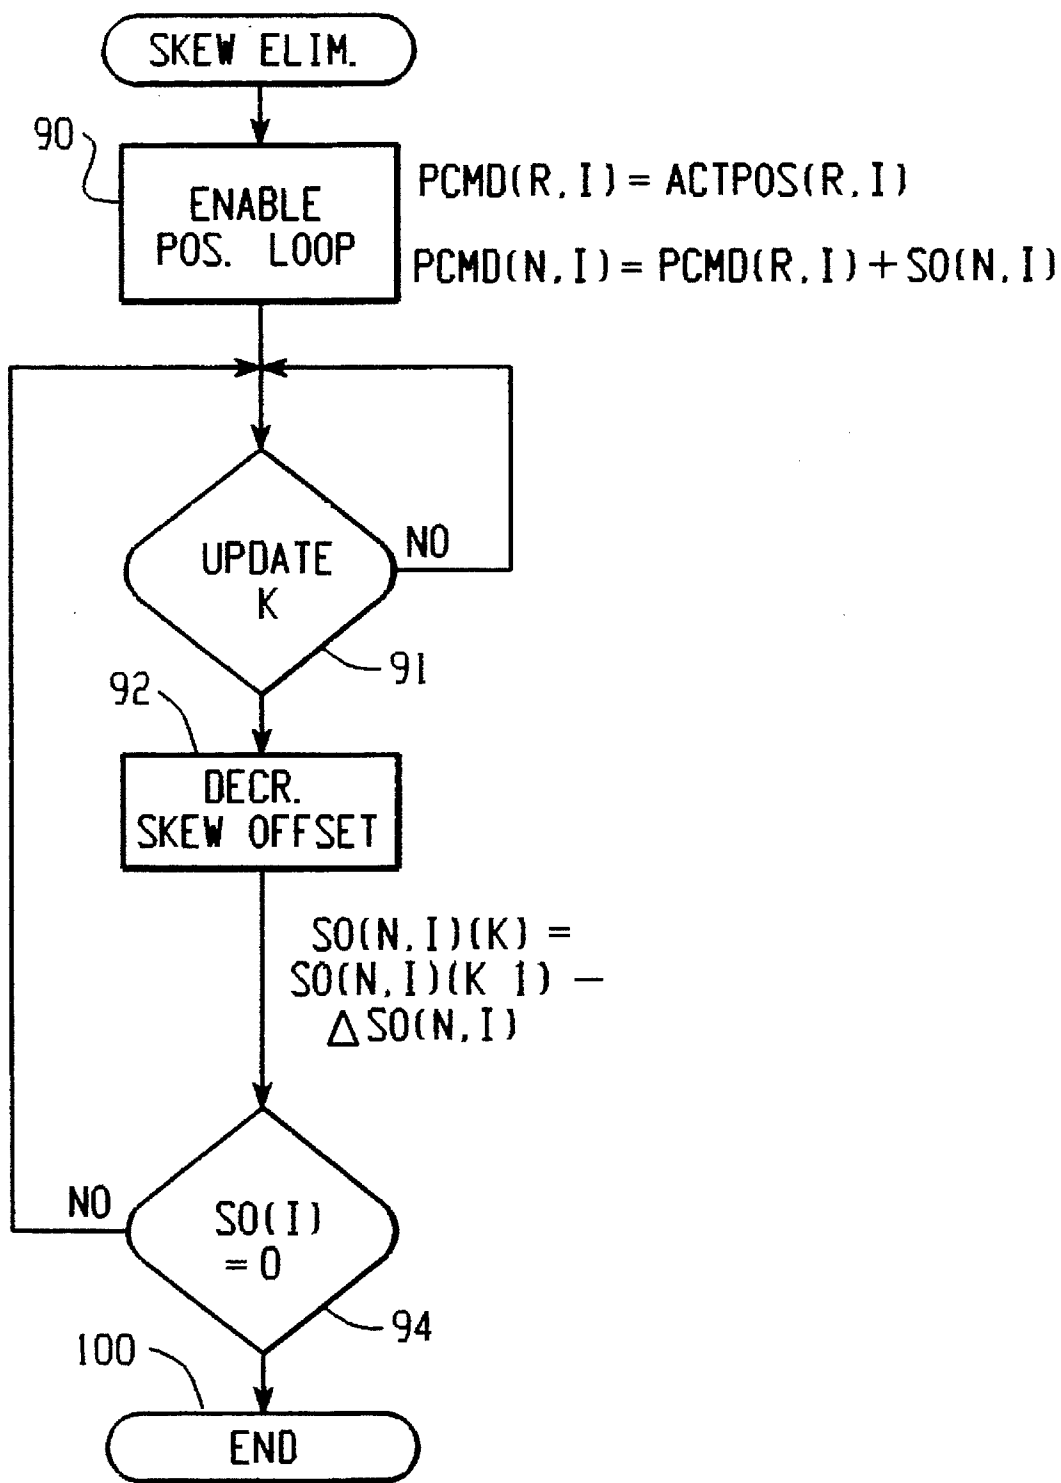 SKEW ELIM.
90
ENABLE
POS. LOOP
PCMD(R,I) = ACTPOS(R,I)
PCMD(N,I) = PCMD(R,I) + SO(N,I)
UPDATE
K
NO
91
92
DECR.
SKEW OFFSET
SO(N,I)(K) =
SO(N,I)(K 1) −
△SO(N,I)
NO
SO(I)
= 0
94
100
END